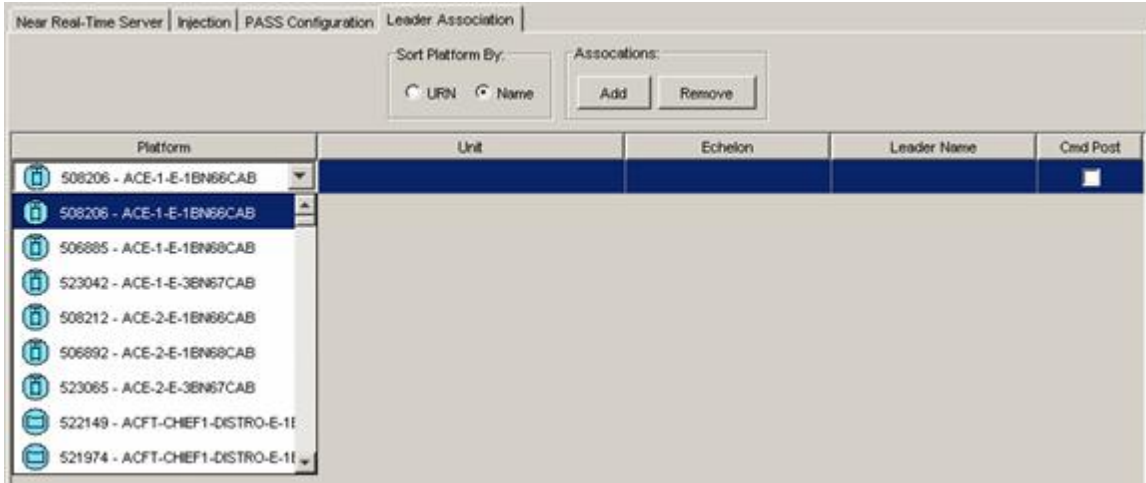 Near Real-Time Server Injection PASS Configuration Leader Association
Sort Platform By: Assocations:
URN Name Add Remove
Platform Unit Echelon Leader Name Cmd Post
508206 - ACE-1-E-1BN66CAB
508206 - ACE-1-E-1BN66CAB
506885 - ACE-1-E-1BN68CAB
523042 - ACE-1-E-3BN67CAB
508212 - ACE-2-E-1BN66CAB
506892 - ACE-2-E-1BN68CAB
523065 - ACE-2-E-3BN67CAB
522149 - ACFT-CHIEF1-DISTRO-E-1E
521974 - ACFT-CHIEF1-DISTRO-E-1E